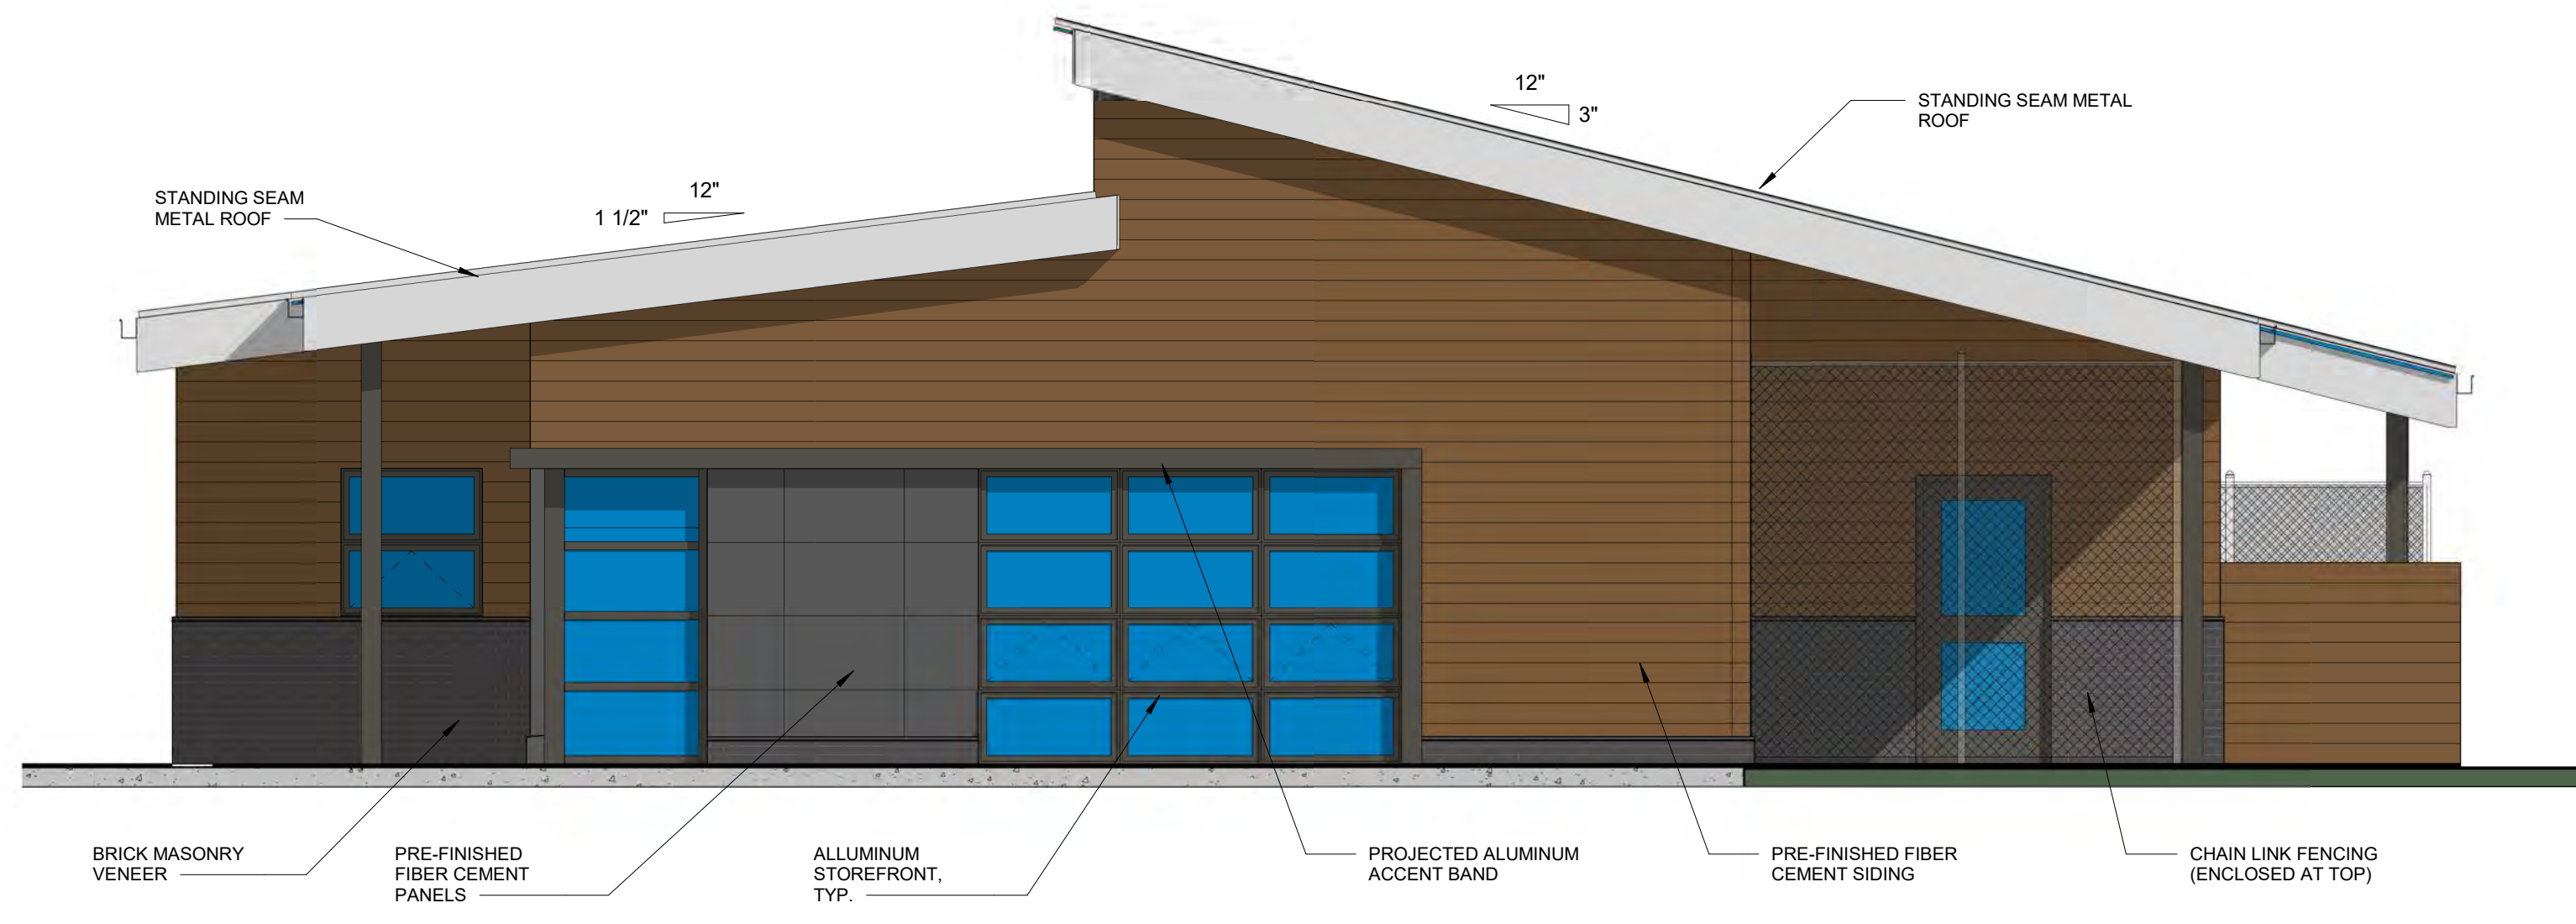 12"
3"
STANDING SEAM METAL
ROOF
STANDING SEAM
METAL ROOF
12"
1 1/2"
BRICK MASONRY
VENEER
PRE-FINISHED
FIBER CEMENT
PANELS
ALLUMINUM
STOREFRONT,
TYP.
PROJECTED ALUMINUM
ACCENT BAND
PRE-FINISHED FIBER
CEMENT SIDING
CHAIN LINK FENCING
(ENCLOSED AT TOP)